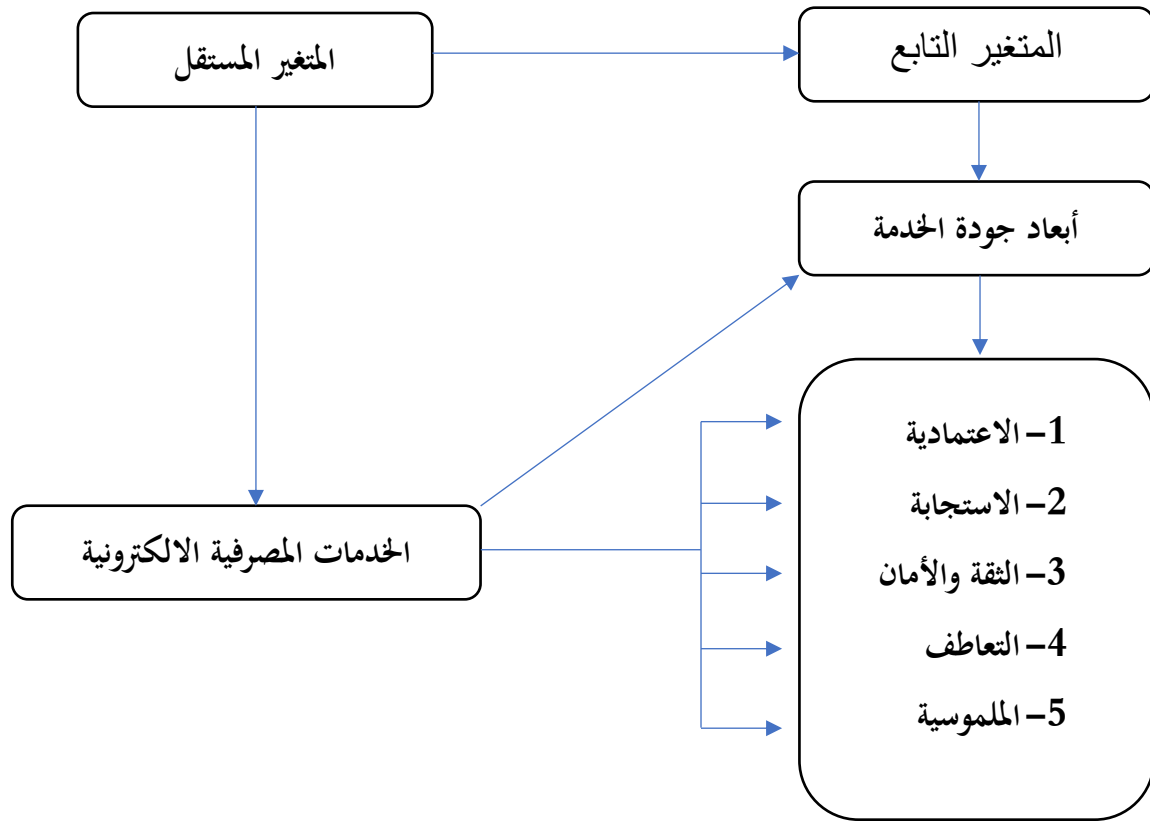 المتغير التابع
المتغير المستقل
أبعاد جودة الخدمة
1- الاعتمادية
2- الاستجابة
3- الثقة والأمان
4- التعاطف
5- الملموسية
الخدمات المصرفية الالكترونية